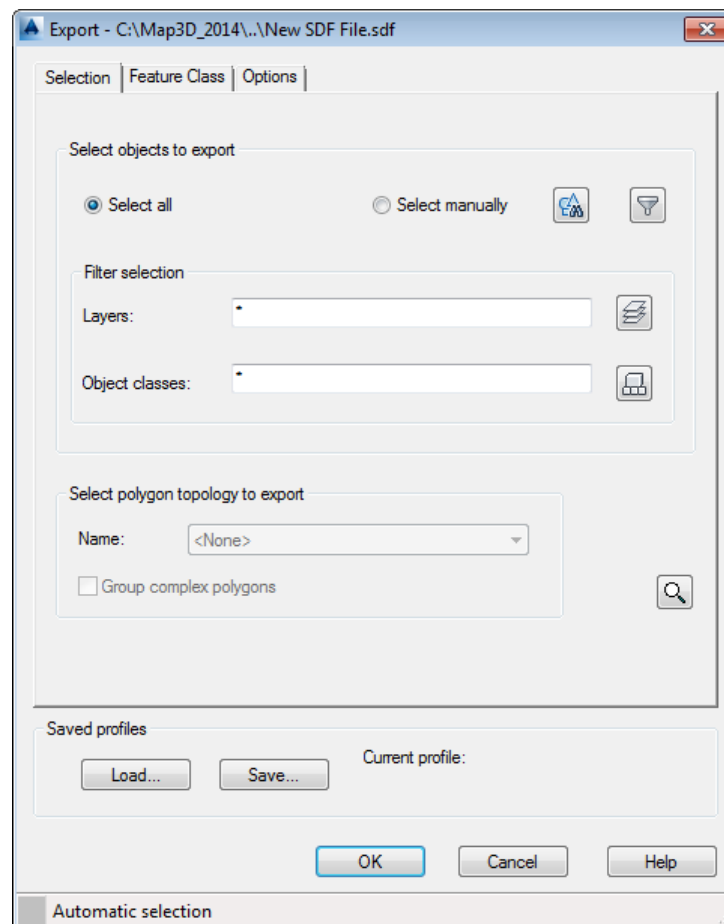 Export - C:\Map3D_2014\..\New SDF File.sdf
Selection Feature Class Options
Select objects to export
Select all Select manually
Filter selection
Layers: *
Object classes: *
Select polygon topology to export
Name: <None>
Group complex polygons
Saved profiles
Load... Save... Current profile:
OK Cancel Help
Automatic selection